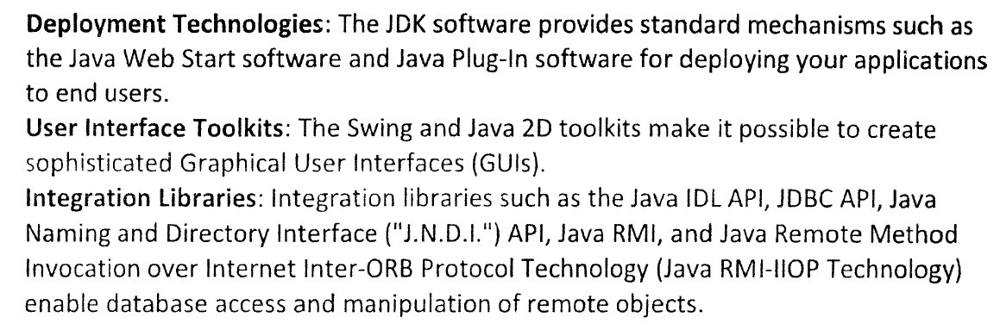 Deployment Technologies: The JDK software provides standard mechanisms such as
the Java Web Start software and Java Plug-In software for deploying your applications
to end users.
User Interface Toolkits: The Swing and Java 2D toolkits make it possible to create
sophisticated Graphical User Interfaces (GUIs).
Integration Libraries: Integration libraries such as the Java IDL API, JDBC API, Java
Naming and Directory Interface ("J.N.D.I.") API, Java RMI, and Java Remote Method
Invocation over Internet Inter-ORB Protocol Technology (Java RMI-IIOP Technology)
enable database access and manipulation of remote objects.